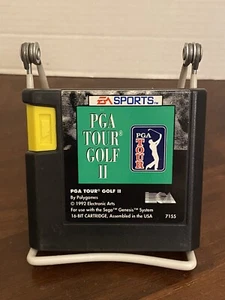 EA SPORTS™
PGA
TOUR®
GOLF
II
PGA
TOUR
PGA TOUR® GOLF II
By Polygames
© 1992 Electronic Arts
For use with the Sega™ Genesis™ System
16-BIT CARTRIDGE, Assembled in the USA
7155